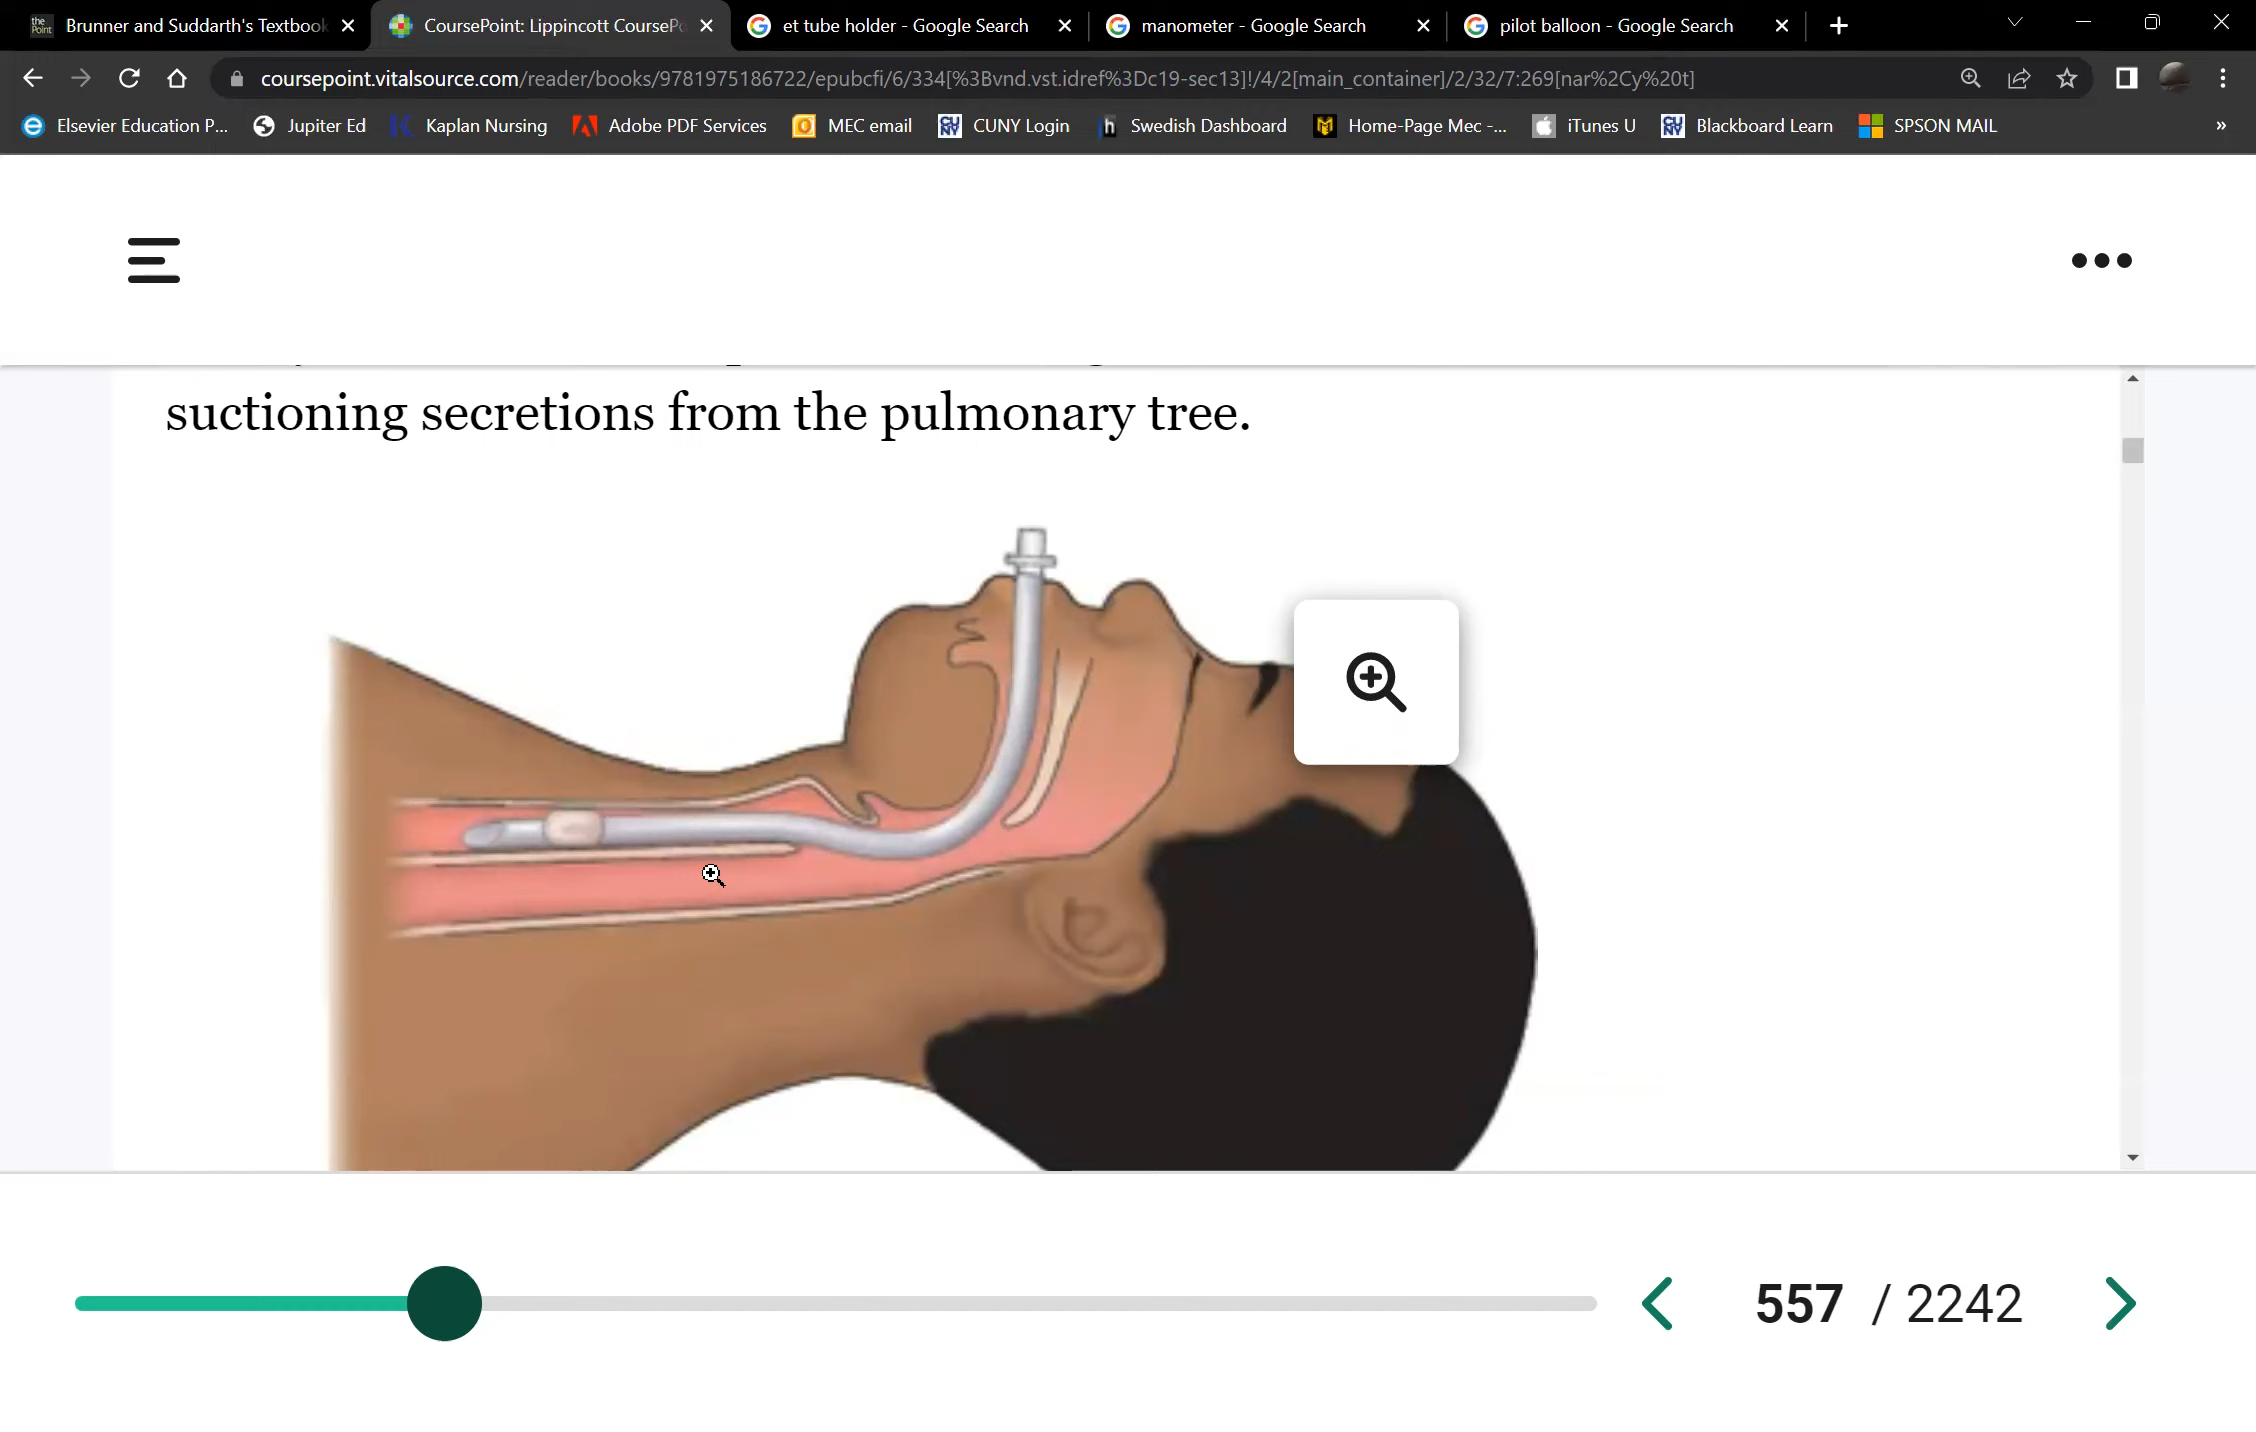 the Point Brunner and Suddarth's Textbook
CoursePoint: Lippincott CoursePo
et tube holder - Google Search
manometer - Google Search
pilot balloon - Google Search
coursepoint.vitalsource.com/reader/books/9781975186722/epubcfi/6/334[%3Bvnd.vst.idref%3Dc19-sec13]!/4/2[main_container]/2/32/7:269[nar%2Cy%20t]
Elsevier Education P...
Jupiter Ed
Kaplan Nursing
Adobe PDF Services
MEC email
CUNY Login
Swedish Dashboard
Home-Page Mec -...
iTunes U
Blackboard Learn
SPSON MAIL
»
suctioning secretions from the pulmonary tree.
557 / 2242